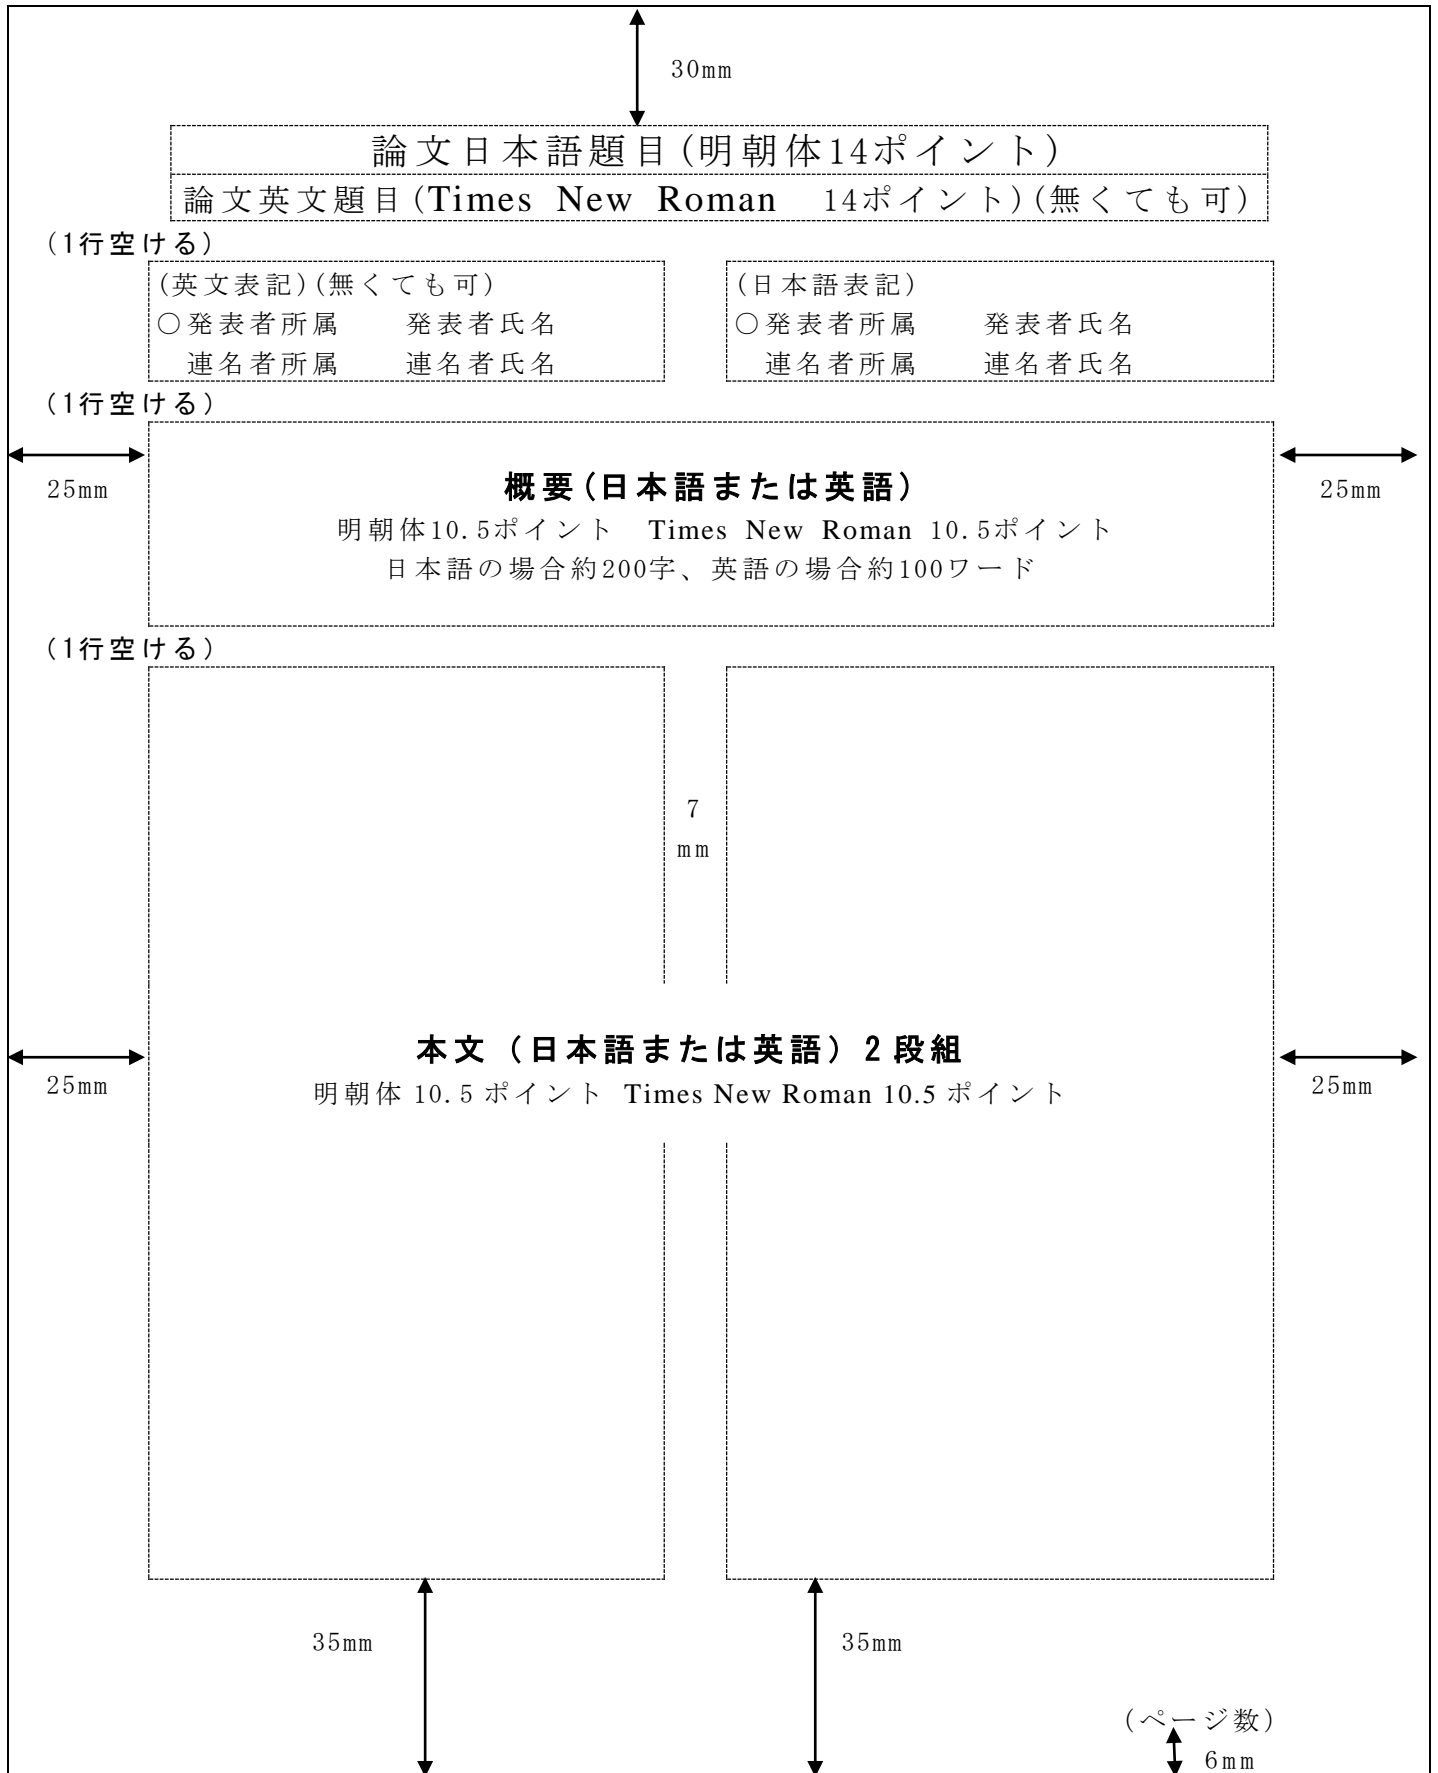 30mm
論文日本語題目(明朝体14ポイント)
論文英文題目(Times New Roman　14ポイント)(無くても可)
(1行空ける)
(英文表記)(無くても可)
○発表者所属　　発表者氏名
連名者所属　　連名者氏名
(日本語表記)
○発表者所属　　発表者氏名
連名者所属　　連名者氏名
(1行空ける)
25mm
概要(日本語または英語)
25mm
明朝体10.5ポイント　Times New Roman 10.5ポイント
日本語の場合約200字、英語の場合約100ワード
(1行空ける)
7
mm
本文（日本語または英語）2段組
25mm
明朝体 10.5 ポイント Times New Roman 10.5 ポイント
25mm
35mm
35mm
(ページ数)
6mm